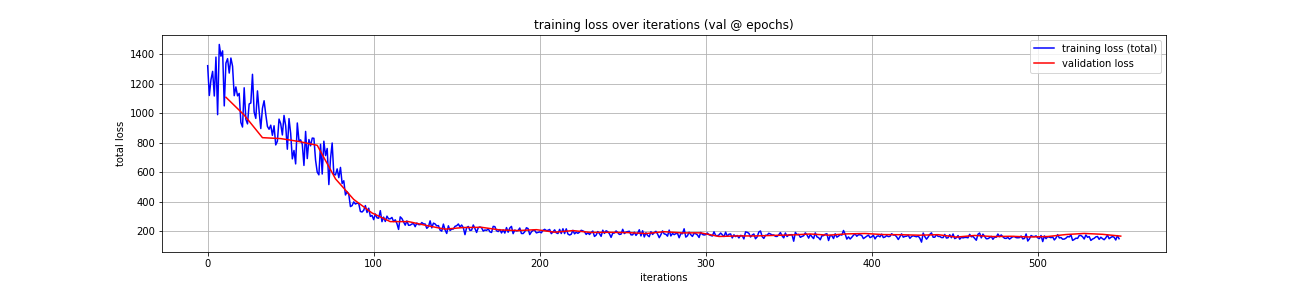 training loss over iterations (val @ epochs)
training loss (total)
validation loss
total loss
1400
1200
1000
800
600
400
200
0 100 200 300 400 500
iterations